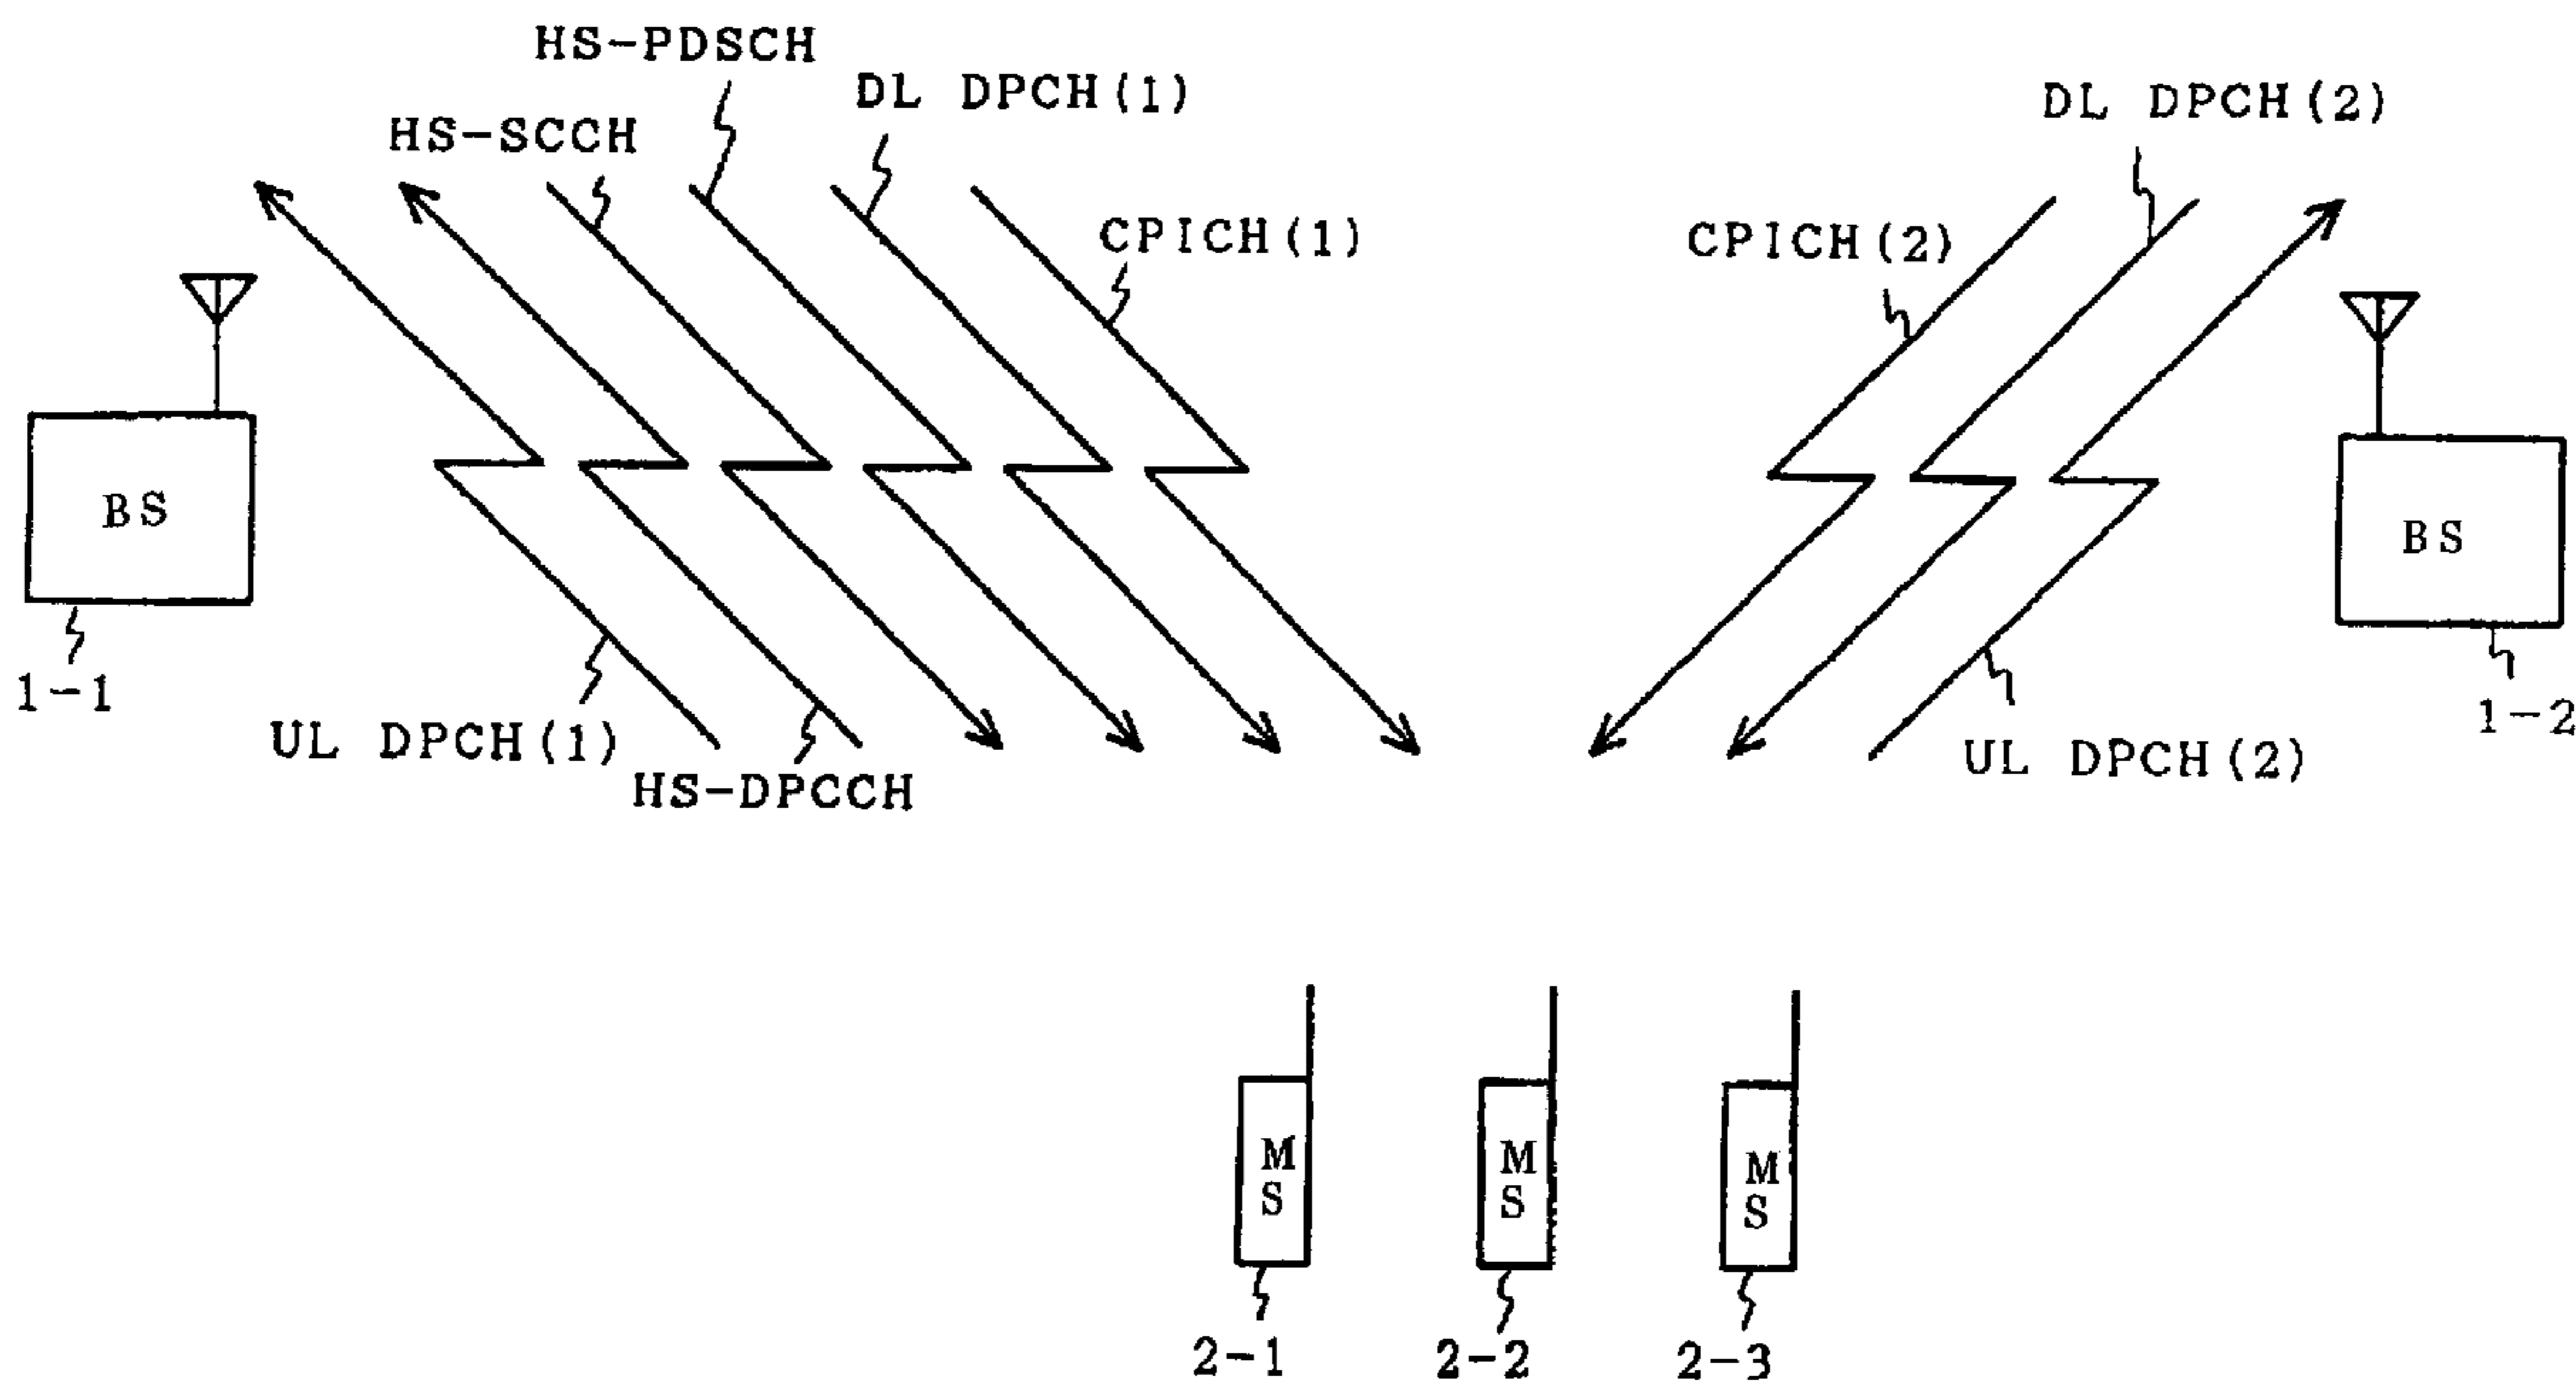 HS-PDSCH
DL DPCH(1)
DL DPCH(2)
HS-SCCH
CPICH(1)
CPICH(2)
BS
BS
1-1
1-2
UL DPCH(1)
HS-DPCCH
UL DPCH(2)
M
S
M
S
M
S
2-1
2-2
2-3